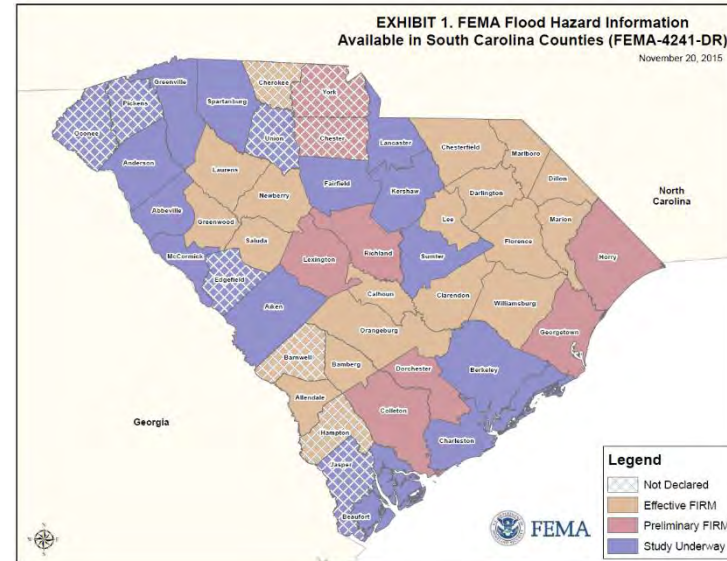 EXHIBIT 1. FEMA Flood Hazard Information
Available in South Carolina Counties (FEMA-4241-DR)
November 20, 2015
Cherokee
York
Greenville
Spartanburg
Pickens
Oconee
Union
Chester
Lancaster
Chesterfield
Marlboro
Dillon
Anderson
Laurens
Fairfield
Kershaw
Darlington
North
Carolina
Newberry
Lee
Marion
Abbeville
Greenwood
Florence
Horry
Saluda
Lexington
Richland
Sumter
McCormick
Edgefield
Calhoun
Clarendon
Williamsburg
Aiken
Orangeburg
Georgetown
Barnwell
Bamberg
Dorchester
Berkeley
Allendale
Colleton
Georgia
Hampton
Charleston
Jasper
Beaufort
Legend
Not Declared
Effective FIRM
Preliminary FIRM
Study Underway
FEMA